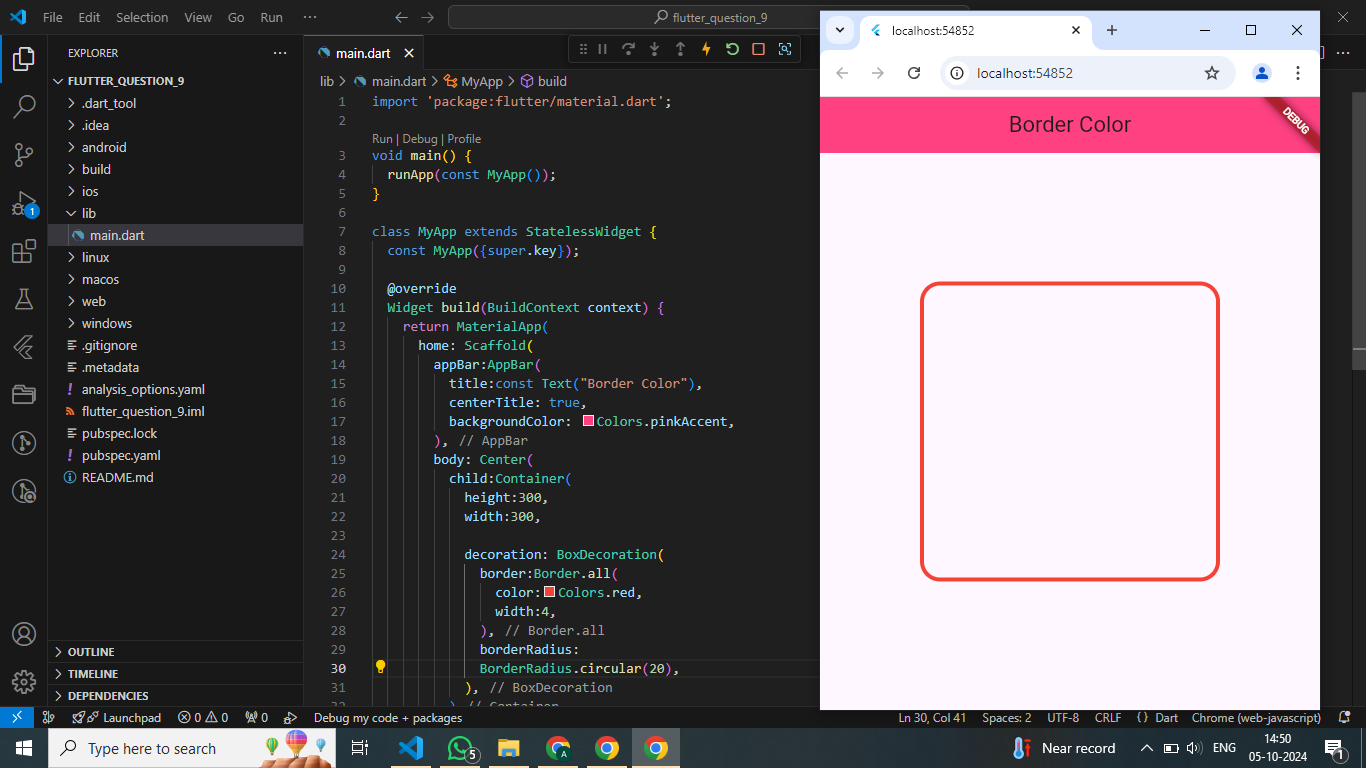 File Edit Selection View Go Run ···
flutter_question_9
EXPLORER
FLUTTER_QUESTION_9
.dart_tool
.idea
android
build
ios
lib
main.dart
linux
macos
web
windows
.gitignore
.metadata
analysis_options.yaml
flutter_question_9.iml
pubspec.lock
pubspec.yaml
README.md
OUTLINE
TIMELINE
DEPENDENCIES
1
main.dart
lib > main.dart > MyApp > build
1 import 'package:flutter/material.dart';
2
Run | Debug | Profile
3 void main() {
4 runApp(const MyApp());
5 }
6
7 class MyApp extends StatelessWidget {
8 const MyApp({super.key});
9
10 @override
11 Widget build(BuildContext context) {
12 return MaterialApp(
13 home: Scaffold(
14 appBar:AppBar(
15 title:const Text("Border Color"),
16 centerTitle: true,
17 backgroundColor: Colors.pinkAccent,
18 ), // AppBar
19 body: Center(
20 child:Container(
21 height:300,
22 width:300,
23
24 decoration: BoxDecoration(
25 border:Border.all(
26 color:Colors.red,
27 width:4,
28 ), // Border.all
29 borderRadius:
30 BorderRadius.circular(20),
31 ), // BoxDecoration
32 ) // Container
localhost:54852
localhost:54852
Border Color
DEBUG
Launchpad 0 0 0 Debug my code + packages
Ln 30, Col 41 Spaces: 2 UTF-8 CRLF {} Dart Chrome (web-javascript)
Type here to search
5
A
Near record
ENG
14:50
05-10-2024
1